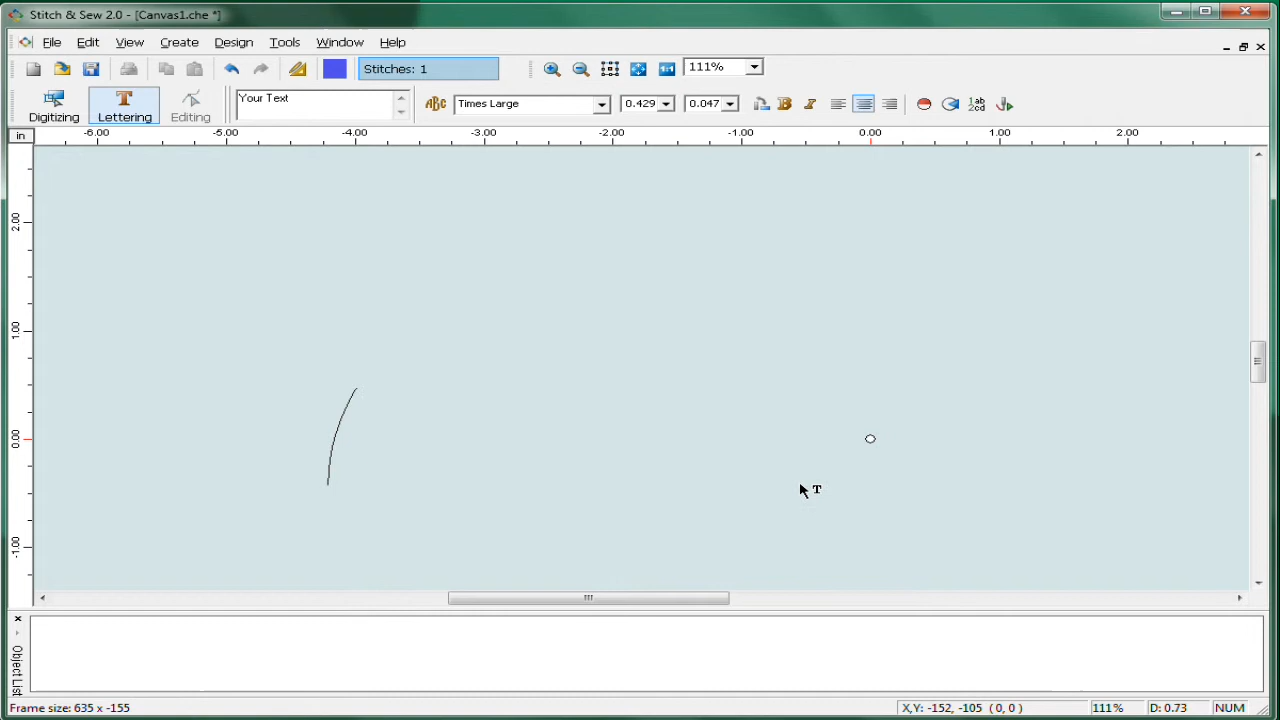 Stitch & Sew 2.0 - [Canvas1.che *]
File Edit View Create Design Tools Window Help
Stitches: 1 111%
Digitizing Lettering Editing Your Text ABC Times Large 0.429 0.047 B I 1ab 2c3
in -6.00 -5.00 -4.00 -3.00 -2.00 -1.00 0.00 1.00 2.00
2.00
1.00
0.00
-1.00
T
Object List
Frame size: 635 x -155 X,Y: -152, -105 ( 0, 0 ) 111% D: 0.73 NUM